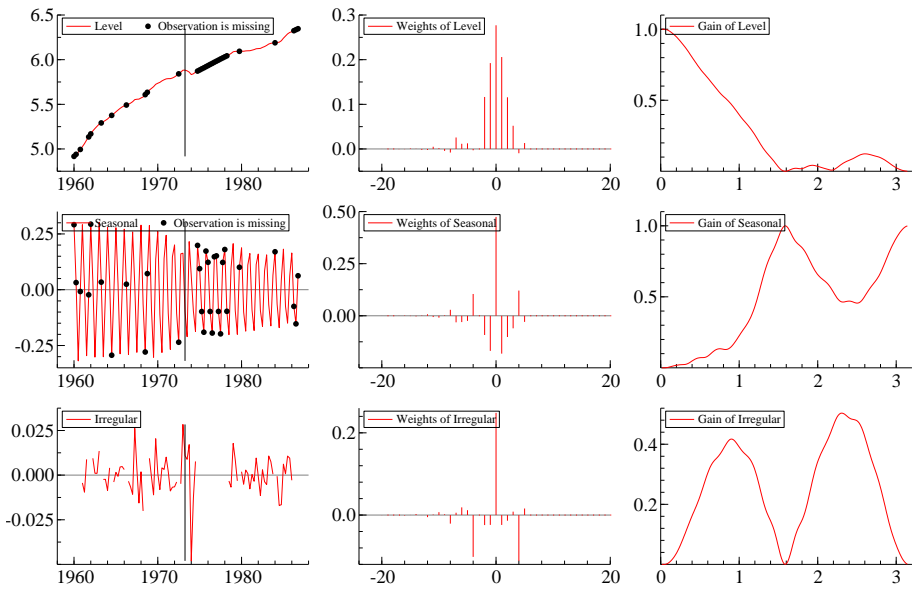 Level Observation is missing
6.5
6.0
5.5
5.0
1960 1970 1980
Weights of Level
0.3
0.2
0.1
0.0
-20 0 20
Gain of Level
1.0
0.5
0 1 2 3
Seasonal Observation is missing
0.25
0.00
-0.25
1960 1970 1980
Weights of Seasonal
0.50
0.25
0.00
-20 0 20
Gain of Seasonal
1.0
0.5
0 1 2 3
Irregular
0.025
0.000
-0.025
1960 1970 1980
Weights of Irregular
0.2
0.0
-20 0 20
Gain of Irregular
0.4
0.2
0 1 2 3